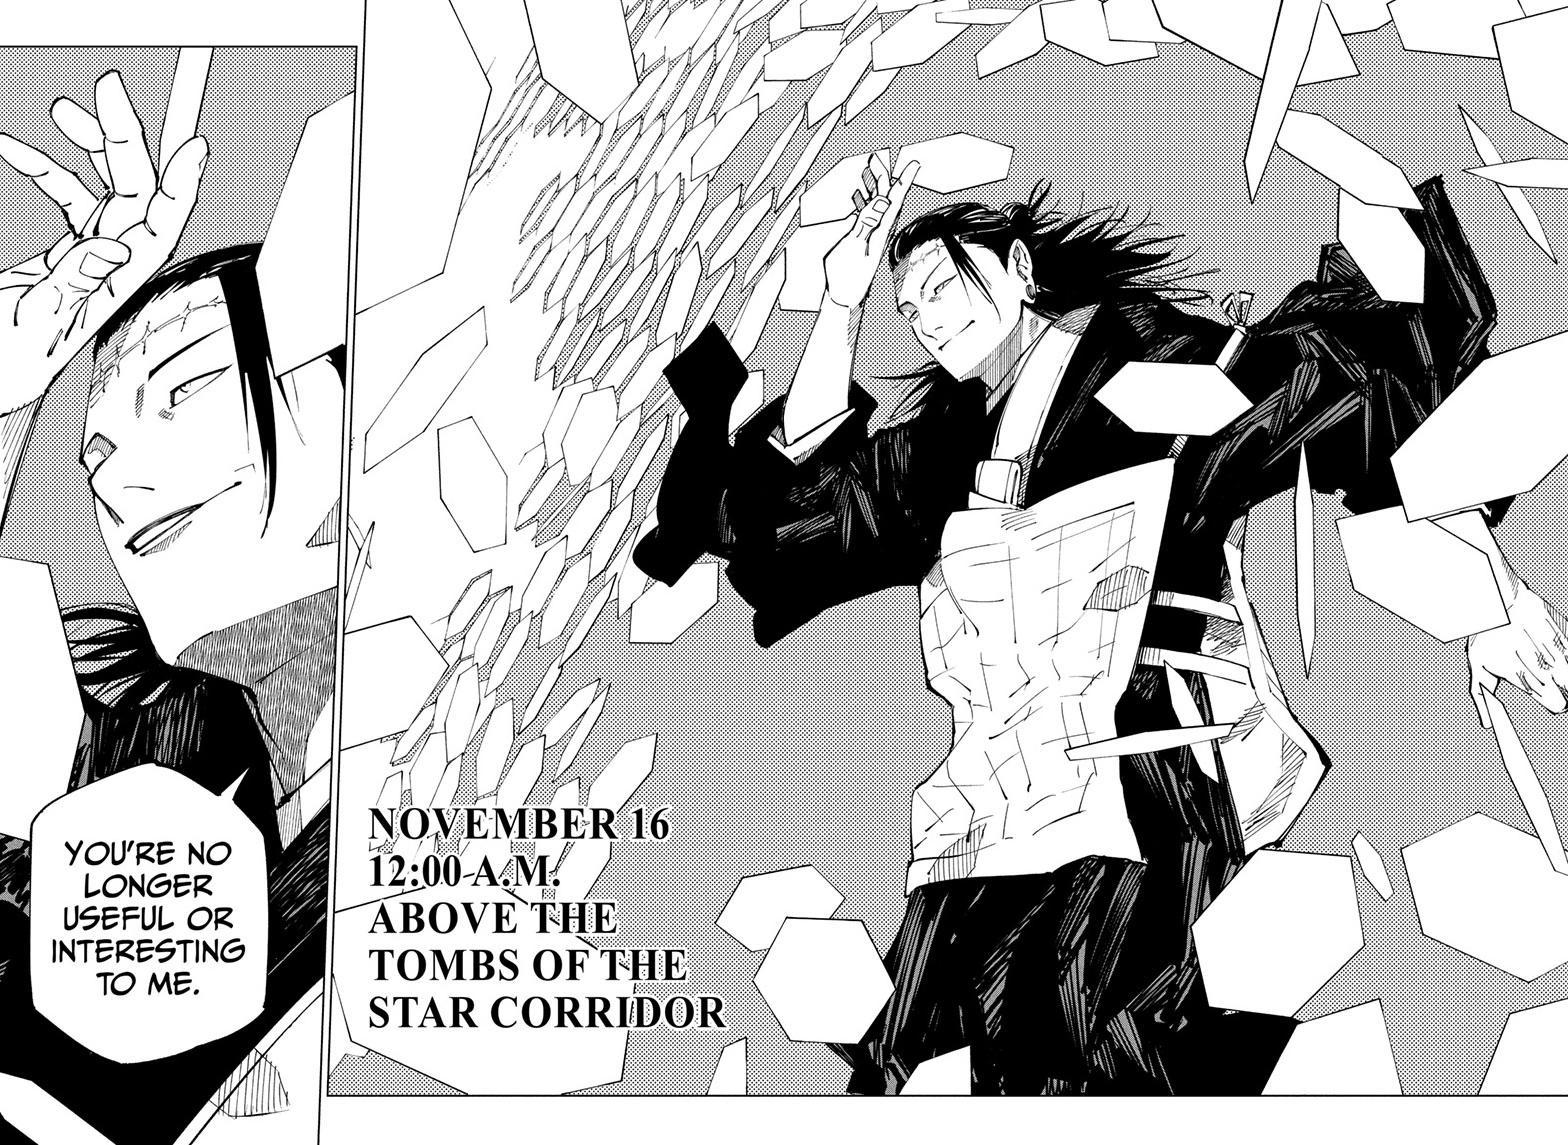 NOVEMBER 16
12:00 A.M.
ABOVE THE
TOMBS OF THE
STAR CORRIDOR
YOU'RE NO
LONGER
USEFUL OR
INTERESTING
TO ME.